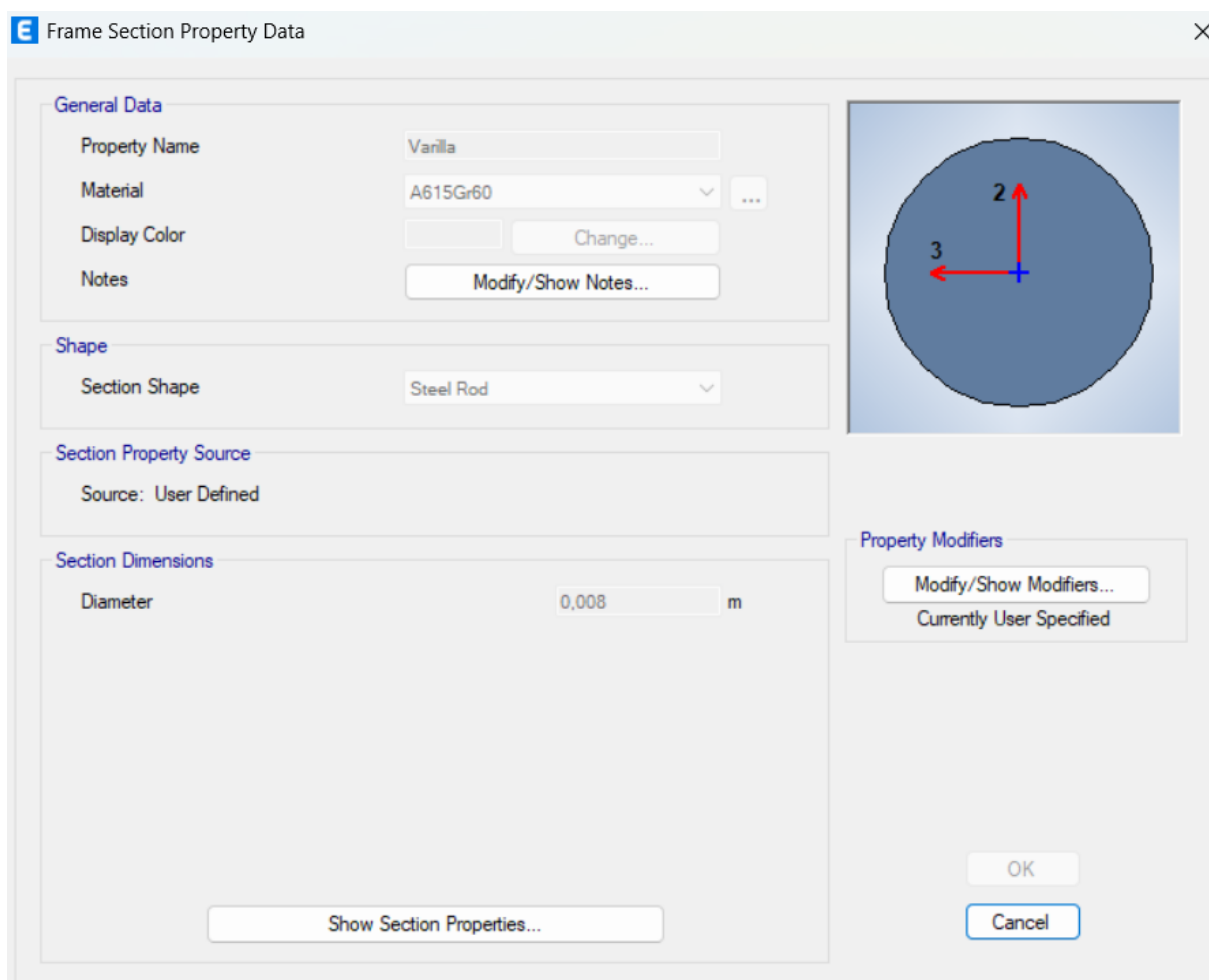 E Frame Section Property Data
General Data
Property Name Varilla
Material A615Gr60 ...
Display Color Change...
Notes Modify/Show Notes...
2
3
Shape
Section Shape Steel Rod
Section Property Source
Source: User Defined
Section Dimensions
Diameter 0,008 m
Property Modifiers
Modify/Show Modifiers...
Currently User Specified
Show Section Properties...
OK
Cancel